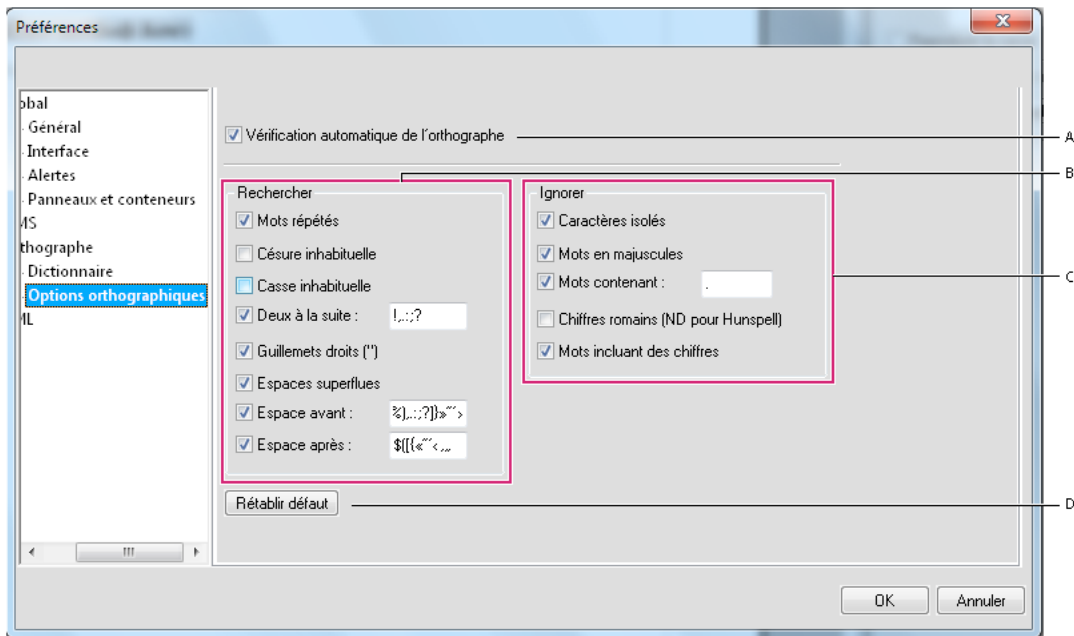 Préférences
obal
Général
Interface
Alertes
Panneaux et conteneurs
MS
thographe
Dictionnaire
Options orthographiques
ML
Vérification automatique de l'orthographe
A
B
Rechercher
Mots répétés
Césure inhabituelle
Casse inhabituelle
Deux à la suite : !,.:;?
Guillemets droits ('')
Espaces superflues
Espace avant : %),.:;?]}»"'>
Espace après : $([{«"'<‚„
Ignorer
Caractères isolés
Mots en majuscules
Mots contenant : .
Chiffres romains (ND pour Hunspell)
Mots incluant des chiffres
C
Rétablir défaut
D
OK
Annuler